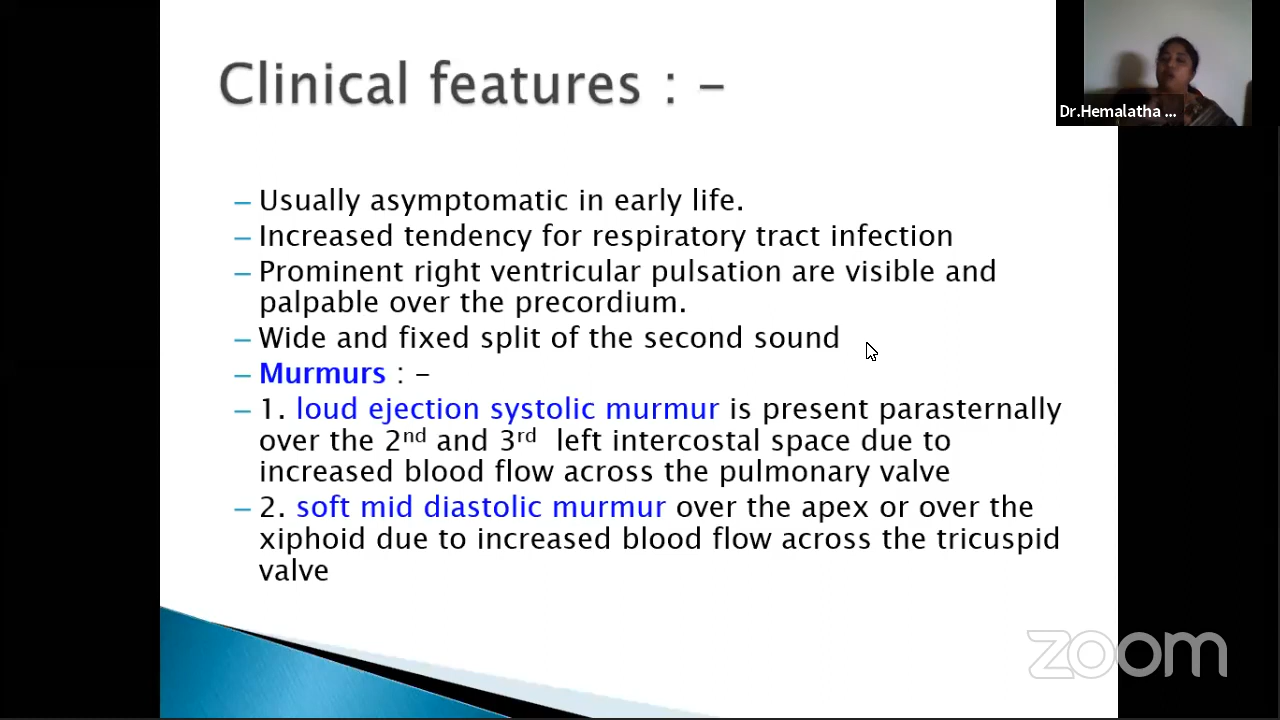 Clinical features : –
Dr.Hemalatha ...
– Usually asymptomatic in early life.
– Increased tendency for respiratory tract infection
– Prominent right ventricular pulsation are visible and
palpable over the precordium.
– Wide and fixed split of the second sound
– Murmurs : –
– 1. loud ejection systolic murmur is present parasternally
over the 2nd and 3rd left intercostal space due to
increased blood flow across the pulmonary valve
– 2. soft mid diastolic murmur over the apex or over the
xiphoid due to increased blood flow across the tricuspid
valve
zoom